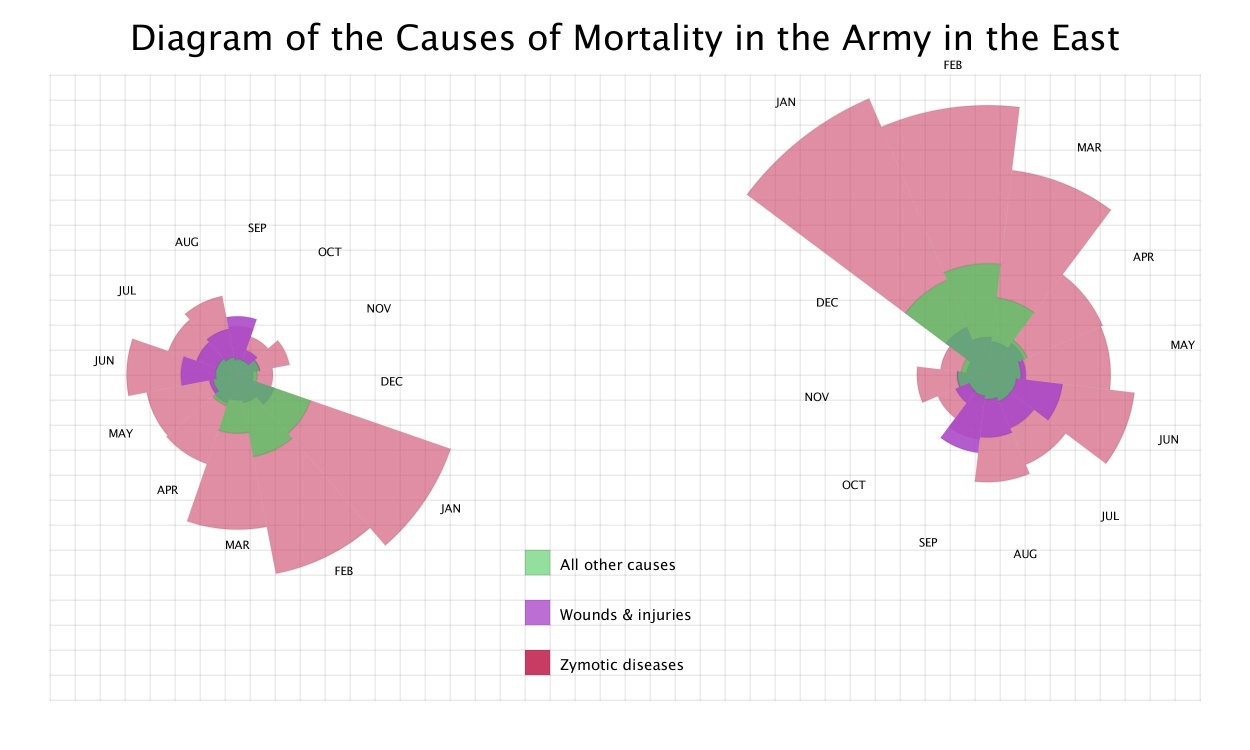 Diagram of the Causes of Mortality in the Army in the East
SEP
AUG
OCT
JUL
NOV
JUN
DEC
MAY
APR
JAN
MAR
FEB
FEB
JAN
MAR
APR
DEC
MAY
NOV
JUN
OCT
JUL
SEP
AUG
All other causes
Wounds & injuries
Zymotic diseases